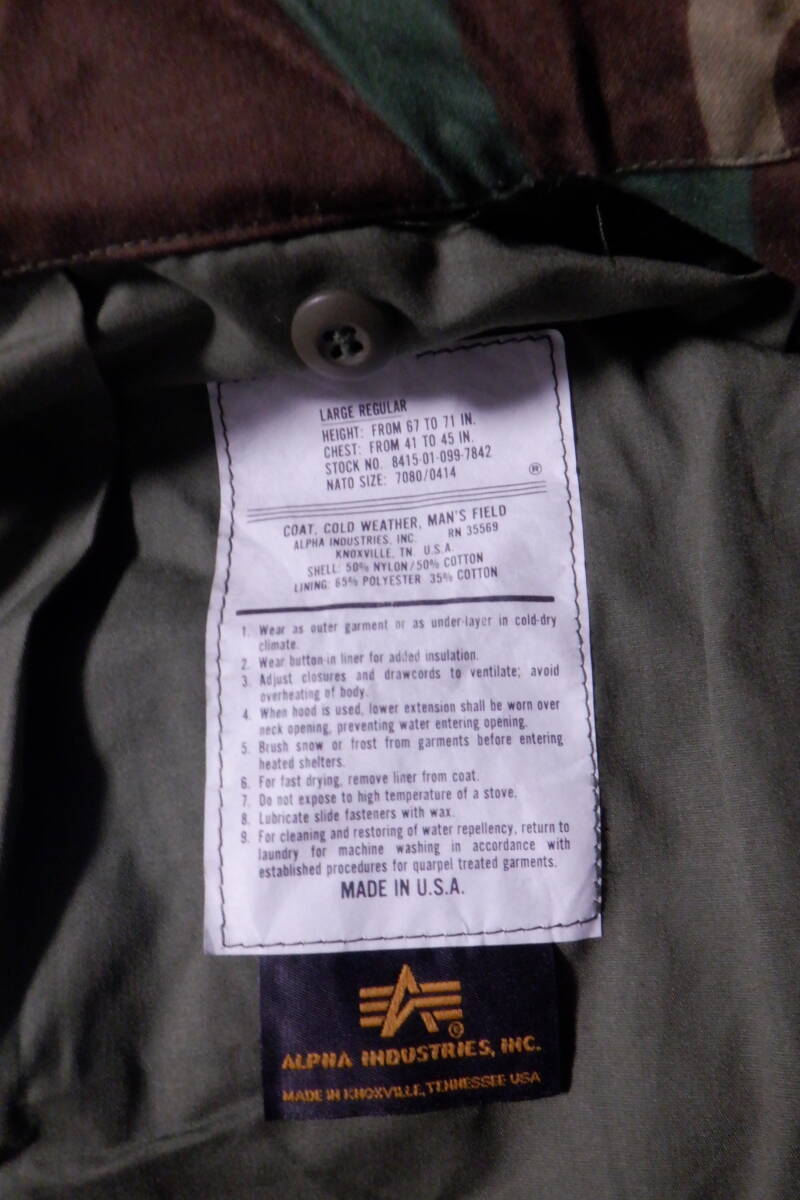 LARGE REGULAR
HEIGHT: FROM 67 TO 71 IN.
CHEST: FROM 41 TO 45 IN.
STOCK NO. 8415-01-099-7842
NATO SIZE: 7080/0414 ®
COAT, COLD WEATHER, MAN'S FIELD
ALPHA INDUSTRIES, INC. RN 35569
KNOXVILLE, TN. U.S.A.
SHELL: 50% NYLON/50% COTTON
LINING: 65% POLYESTER 35% COTTON
1. Wear as outer garment or as under-layer in cold-dry
climate.
2. Wear button-in liner for added insulation.
3. Adjust closures and drawcords to ventilate; avoid
overheating of body.
4. When hood is used, lower extension shall be worn over
neck opening, preventing water entering opening.
5. Brush snow or frost from garments before entering
heated shelters.
6. For fast drying, remove liner from coat.
7. Do not expose to high temperature of a stove.
8. Lubricate slide fasteners with wax.
9. For cleaning and restoring of water repellency, return to
laundry for machine washing in accordance with
established procedures for quarpel treated garments.
MADE IN U.S.A.
©
ALPHA INDUSTRIES, INC.
MADE IN KNOXVILLE, TENNESSEE USA